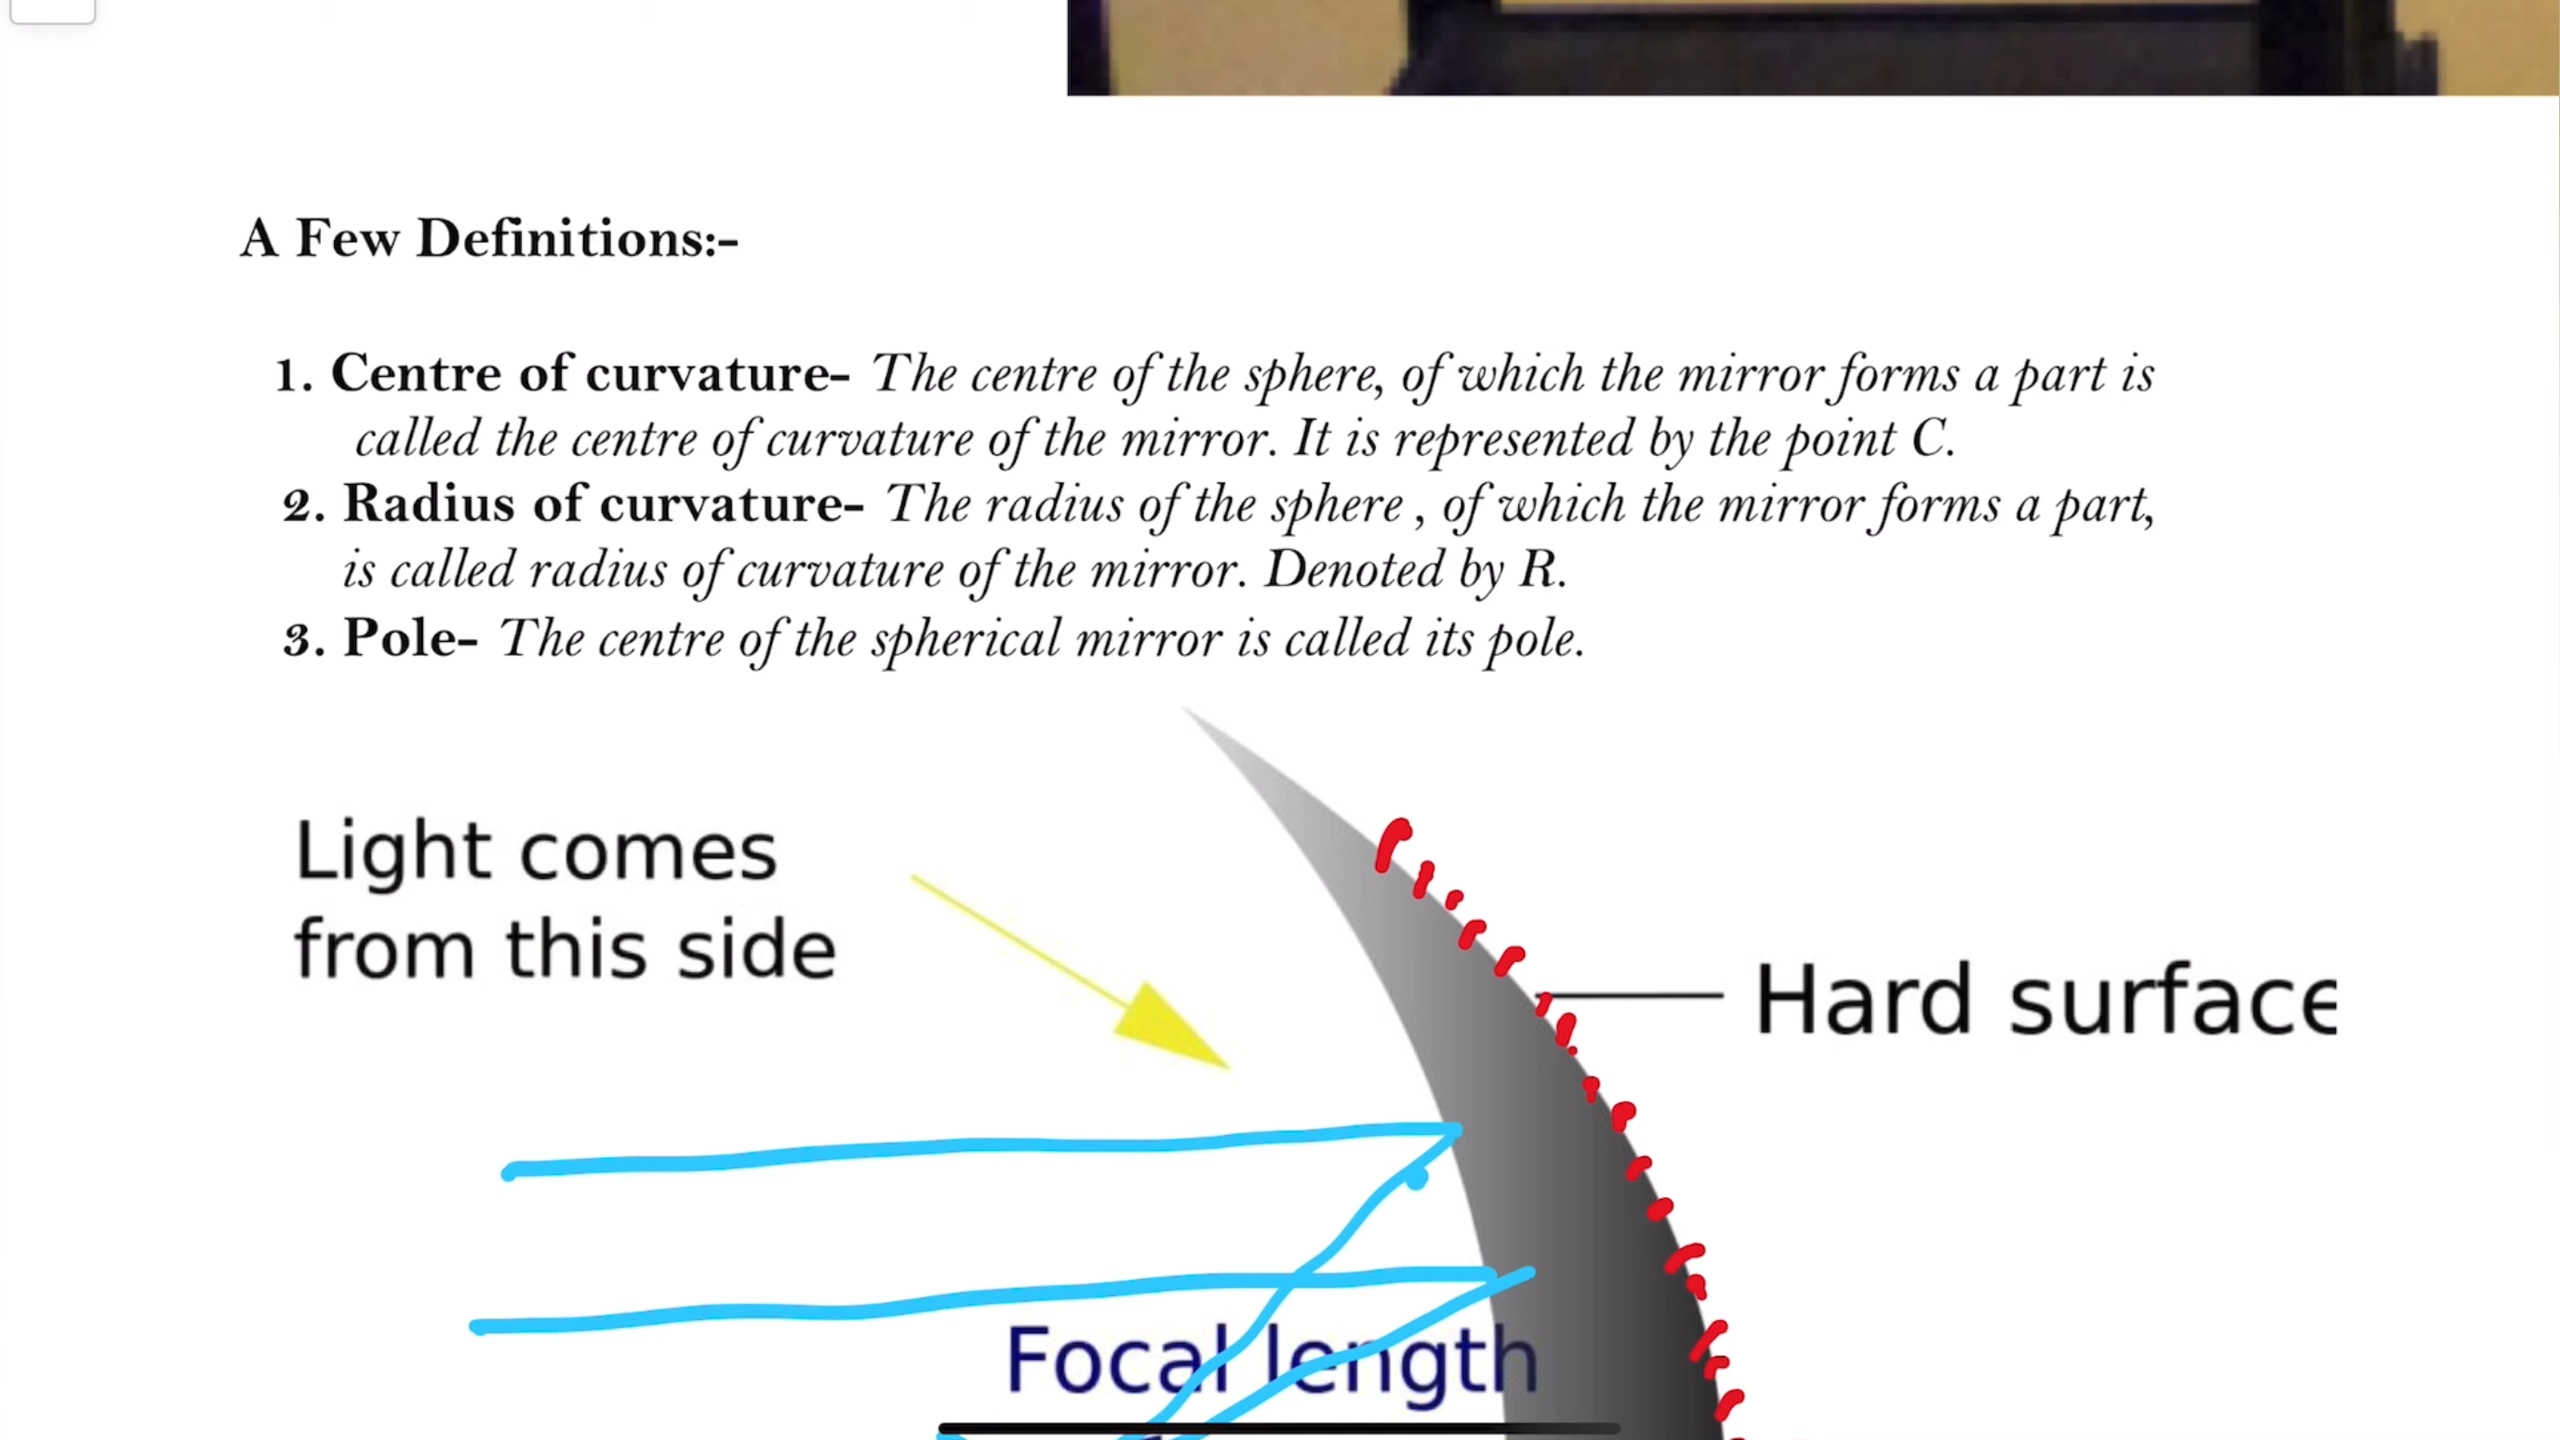 A Few Definitions:-
1. Centre of curvature- The centre of the sphere, of which the mirror forms a part is
called the centre of curvature of the mirror. It is represented by the point C.
2. Radius of curvature- The radius of the sphere , of which the mirror forms a part,
is called radius of curvature of the mirror. Denoted by R.
3. Pole- The centre of the spherical mirror is called its pole.
Light comes
from this side
Hard surface
Focal length